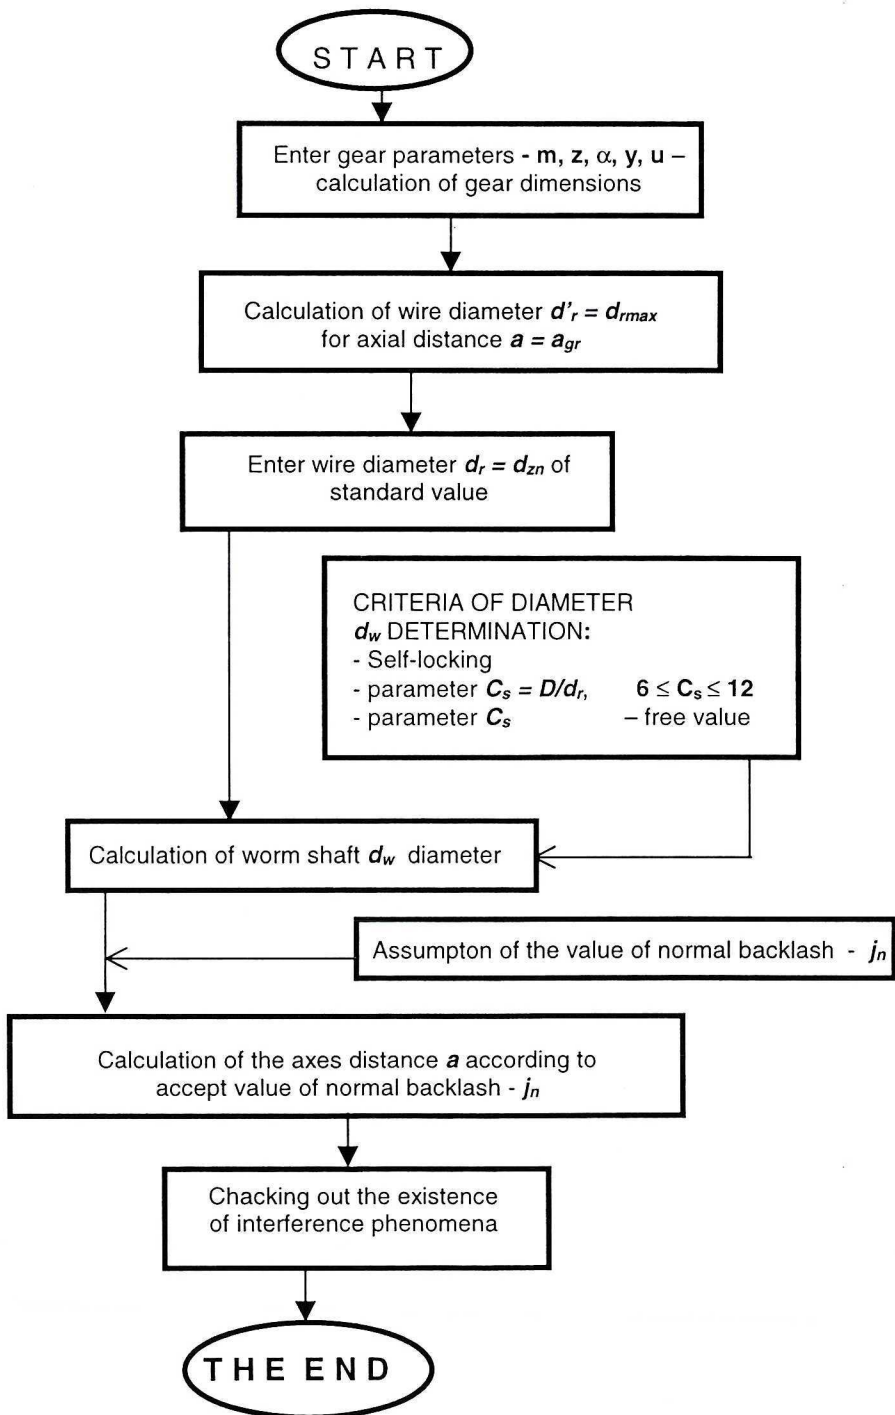 START
Enter gear parameters - m, z, α, y, u –
calculation of gear dimensions
Calculation of wire diameter d'r = drmax
for axial distance a = agr
Enter wire diameter dr = dzn of
standard value
CRITERIA OF DIAMETER
dw DETERMINATION:
- Self-locking
- parameter Cs = D/dr, 6 ≤ Cs ≤ 12
- parameter Cs – free value
Calculation of worm shaft dw diameter
Assumpton of the value of normal backlash - jn
Calculation of the axes distance a according to
accept value of normal backlash - jn
Chacking out the existence
of interference phenomena
THE END